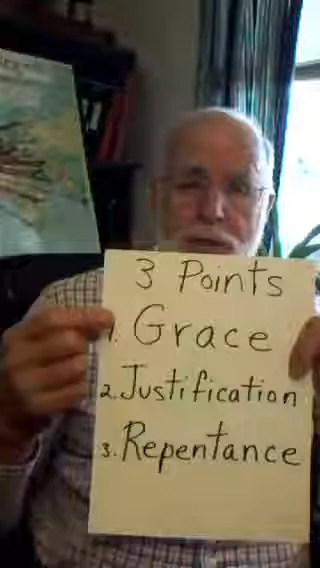 3 Points
1. Grace
2. Justification
3. Repentance